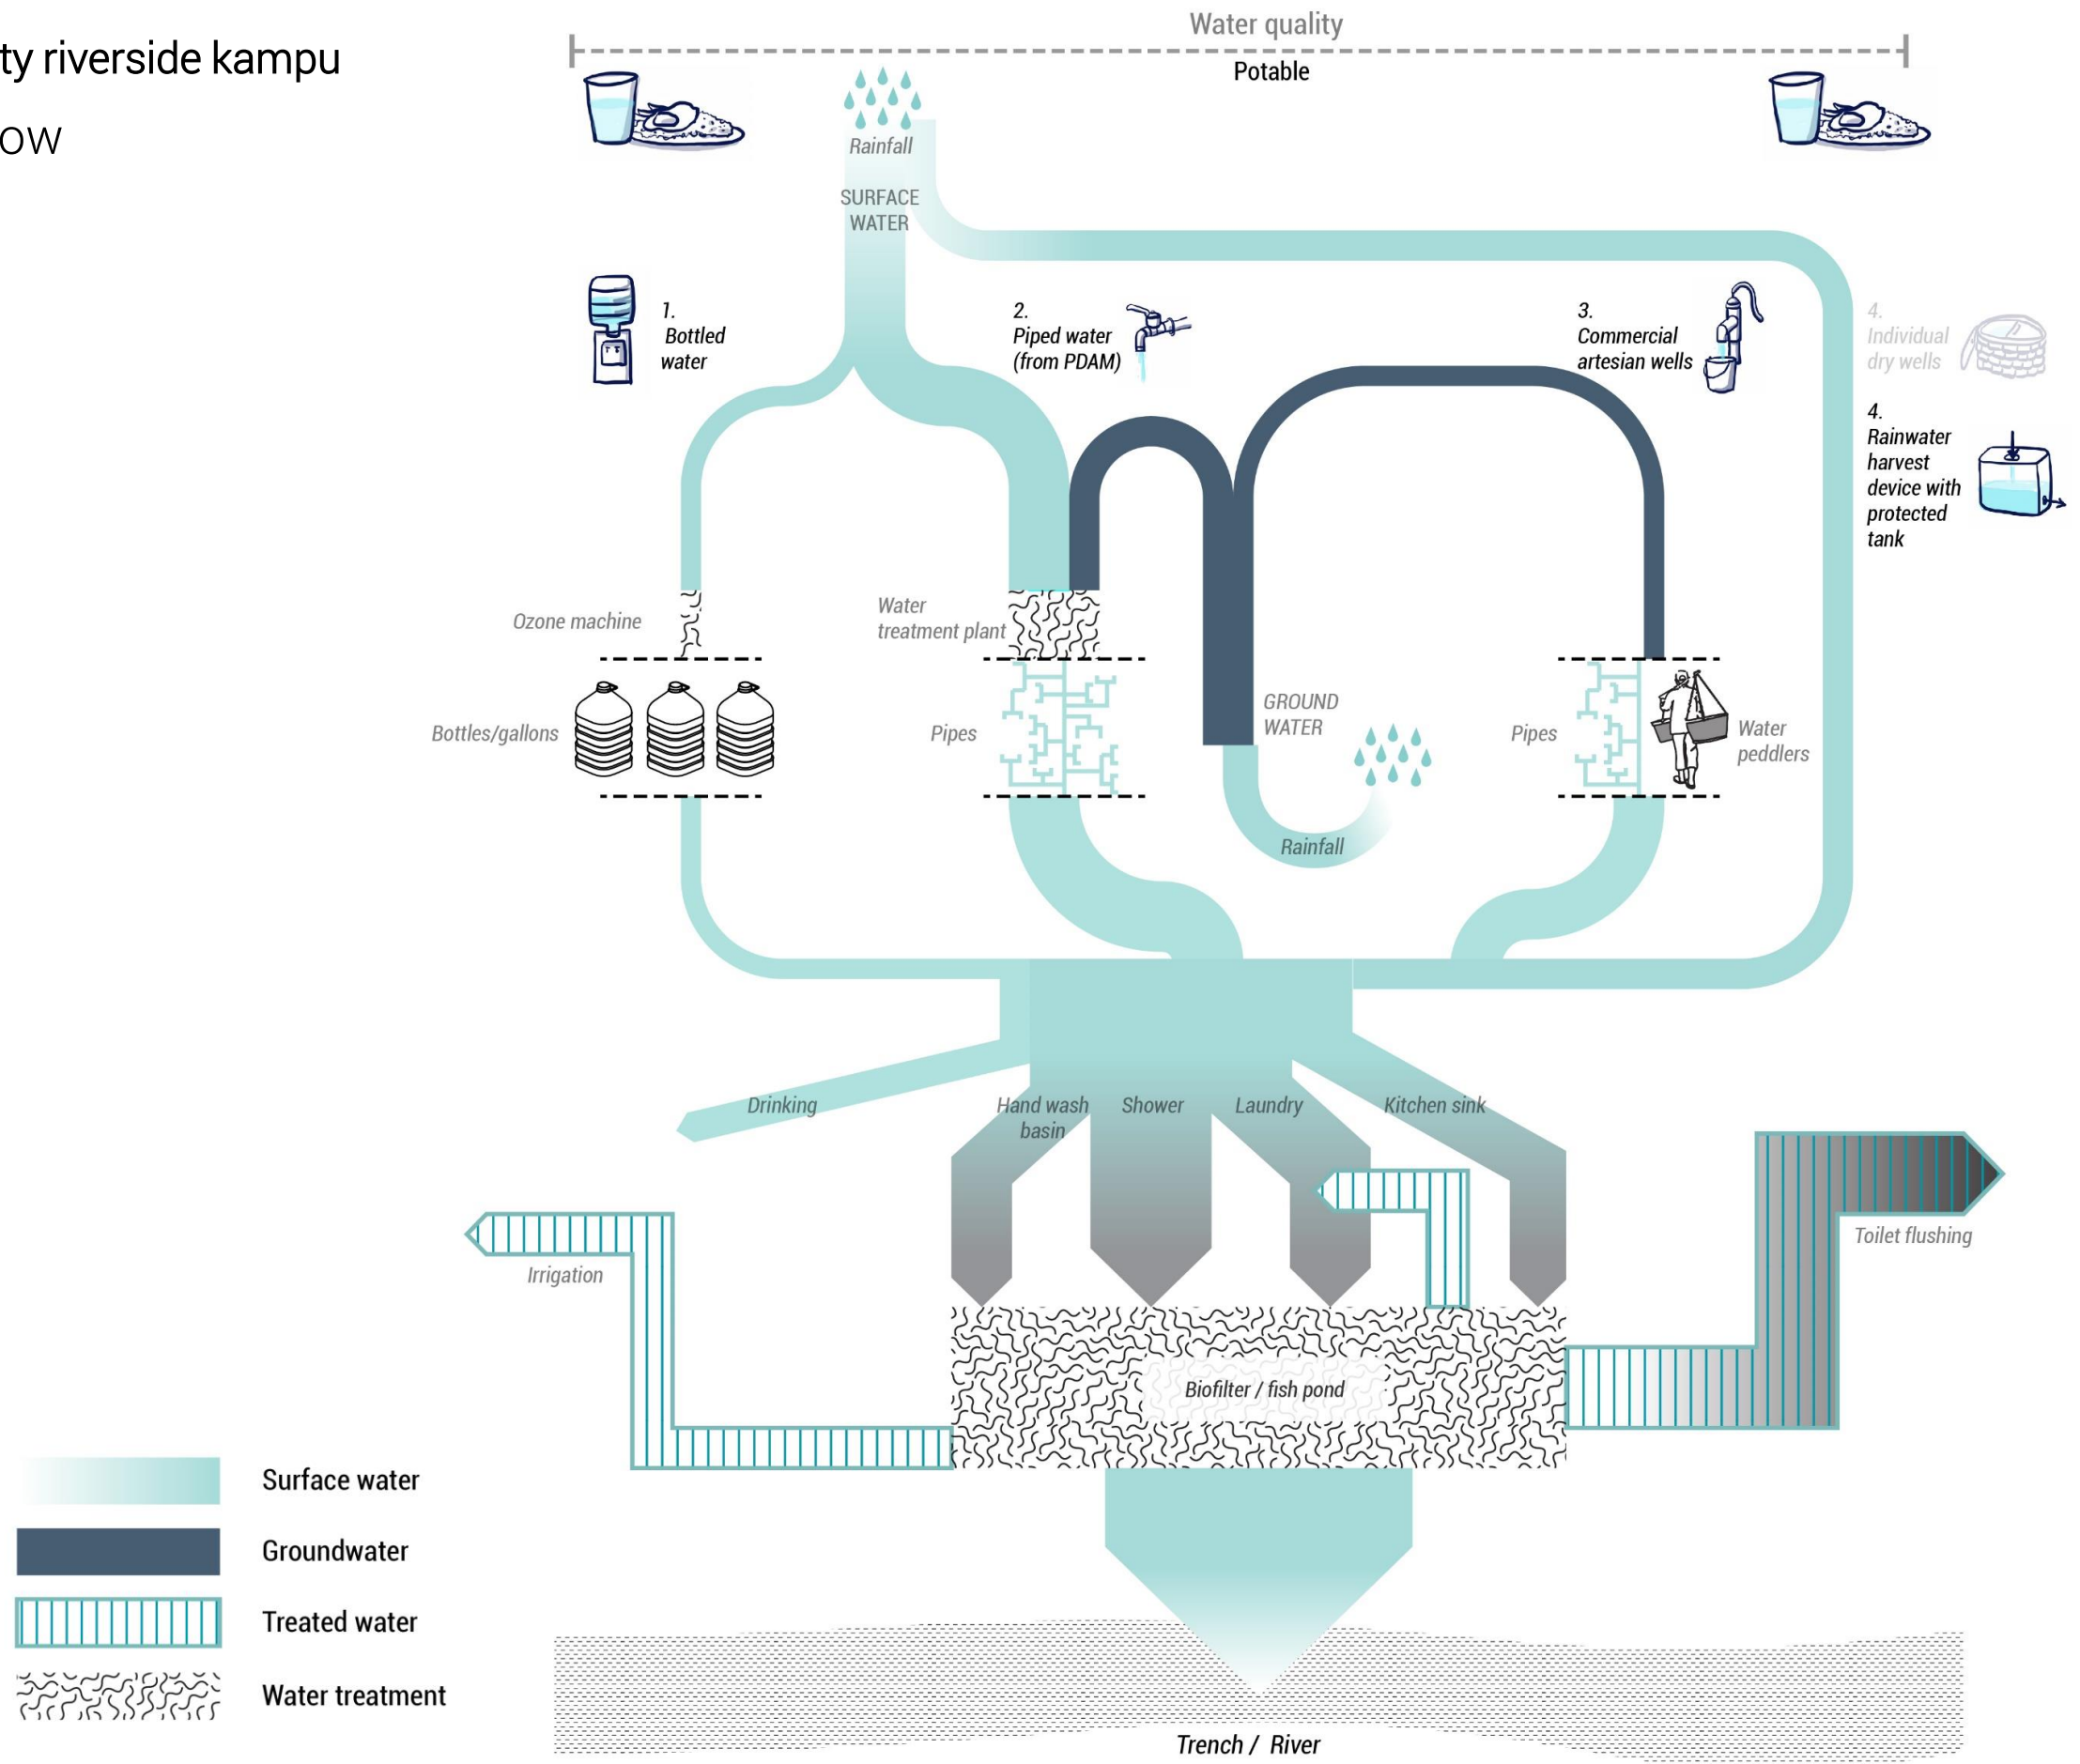 ty riverside kampu
ow
Water quality
Potable
Rainfall
SURFACE
WATER
1.
Bottled
water
2.
Piped water
(from PDAM)
3.
Commercial
artesian wells
4.
Individual
dry wells
4.
Rainwater
harvest
device with
protected
tank
Ozone machine
Water
treatment plant
Bottles/gallons
Pipes
GROUND
WATER
Rainfall
Pipes
Water
peddlers
Drinking
Hand wash
basin
Shower
Laundry
Kitchen sink
Irrigation
Toilet flushing
Biofilter / fish pond
Surface water
Groundwater
Treated water
Water treatment
Trench / River